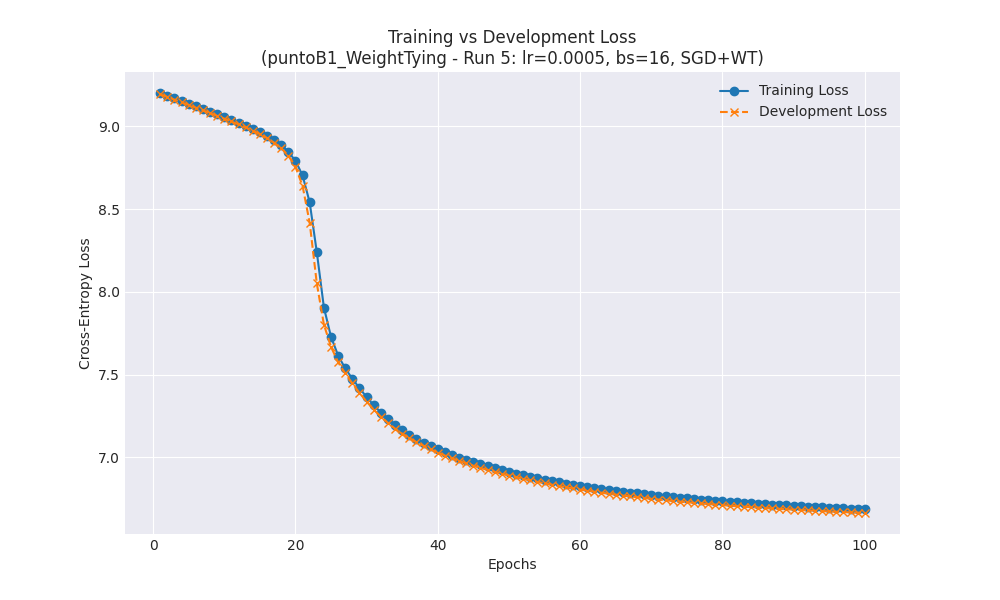 Training vs Development Loss
(puntoB1_WeightTying - Run 5: lr=0.0005, bs=16, SGD+WT)
Training Loss
Development Loss
9.0
8.5
8.0
7.5
7.0
Cross-Entropy Loss
0 20 40 60 80 100
Epochs